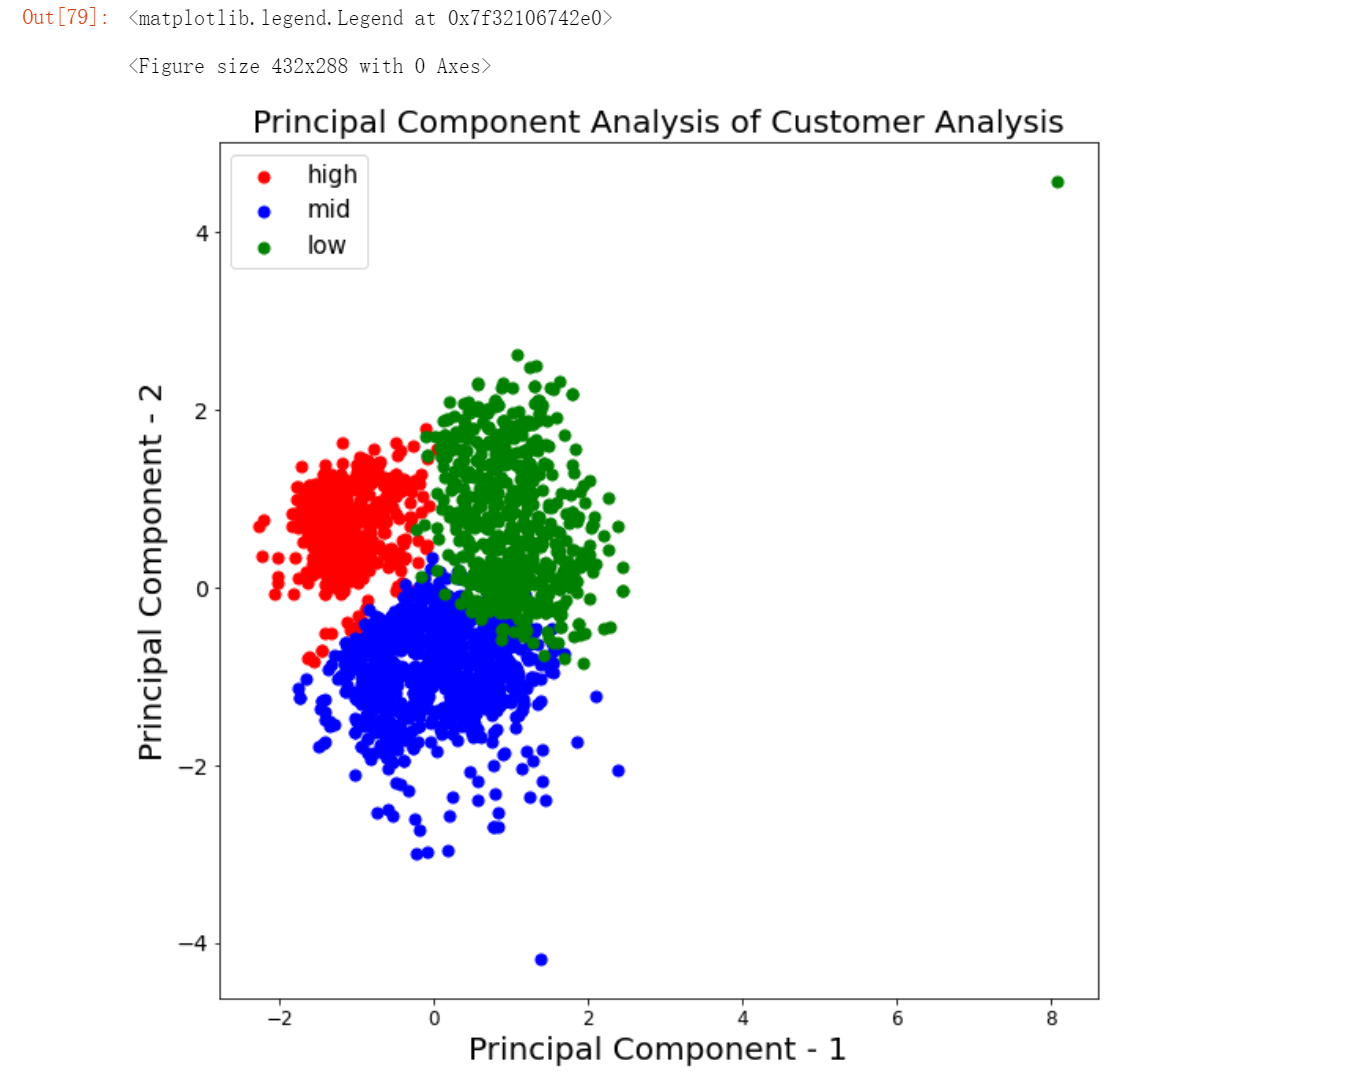 Out[79]: <matplotlib.legend.Legend at 0x7f32106742e0>
<Figure size 432x288 with 0 Axes>
Principal Component Analysis of Customer Analysis
high
mid
low
4
2
0
−2
−4
Principal Component - 2
−2 0 2 4 6 8
Principal Component - 1